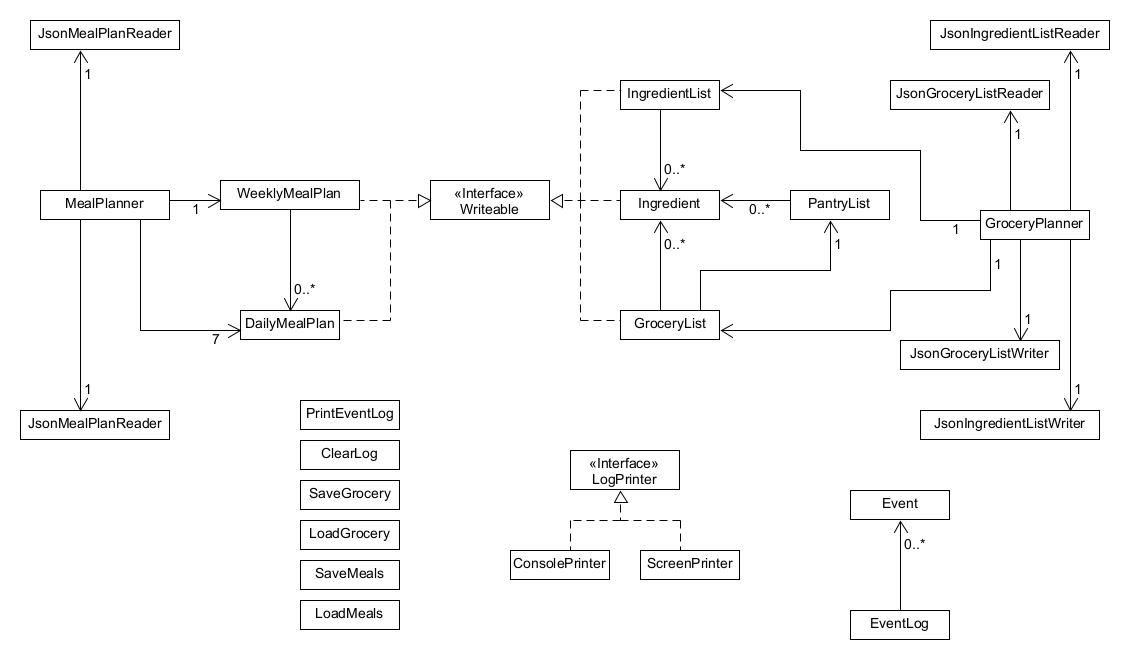 JsonMealPlanReader
JsonIngredientListReader
1
1
IngredientList
JsonGroceryListReader
1
0..*
WeeklyMealPlan
«Interface»
Writeable
MealPlanner
1
Ingredient
0..*
PantryList
GroceryPlanner
1
0..*
1
1
0..*
DailyMealPlan
7
GroceryList
1
JsonGroceryListWriter
1
1
JsonMealPlanReader
JsonIngredientListWriter
PrintEventLog
ClearLog
SaveGrocery
LoadGrocery
SaveMeals
LoadMeals
«Interface»
LogPrinter
ConsolePrinter
ScreenPrinter
Event
0..*
EventLog